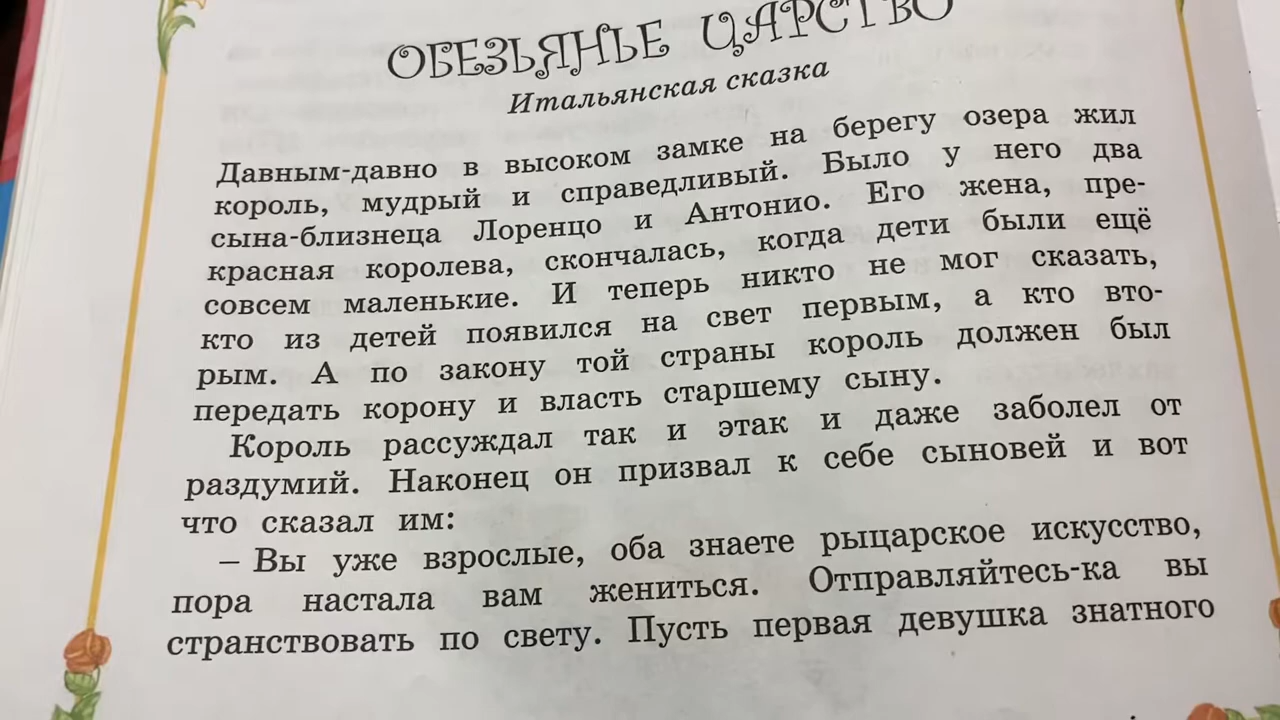 ОБЕЗЬЯНЬЕ ЦАРСТВО
Итальянская сказка
Давным-давно в высоком замке на берегу озера жил
король, мудрый и справедливый. Было у него два
сына-близнеца Лоренцо и Антонио. Его жена, пре-
красная королева, скончалась, когда дети были ещё
совсем маленькие. И теперь никто не мог сказать,
кто из детей появился на свет первым, а кто вто-
рым. А по закону той страны король должен был
передать корону и власть старшему сыну.
Король рассуждал так и этак и даже заболел от
раздумий. Наконец он призвал к себе сыновей и вот
что сказал им:
– Вы уже взрослые, оба знаете рыцарское искусство,
пора настала вам жениться. Отправляйтесь-ка вы
странствовать по свету. Пусть первая девушка знатного